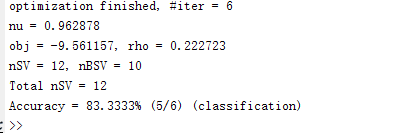 optimization finished, #iter = 6
nu = 0.962878
obj = -9.561157, rho = 0.222723
nSV = 12, nBSV = 10
Total nSV = 12
Accuracy = 83.3333% (5/6) (classification)
>>